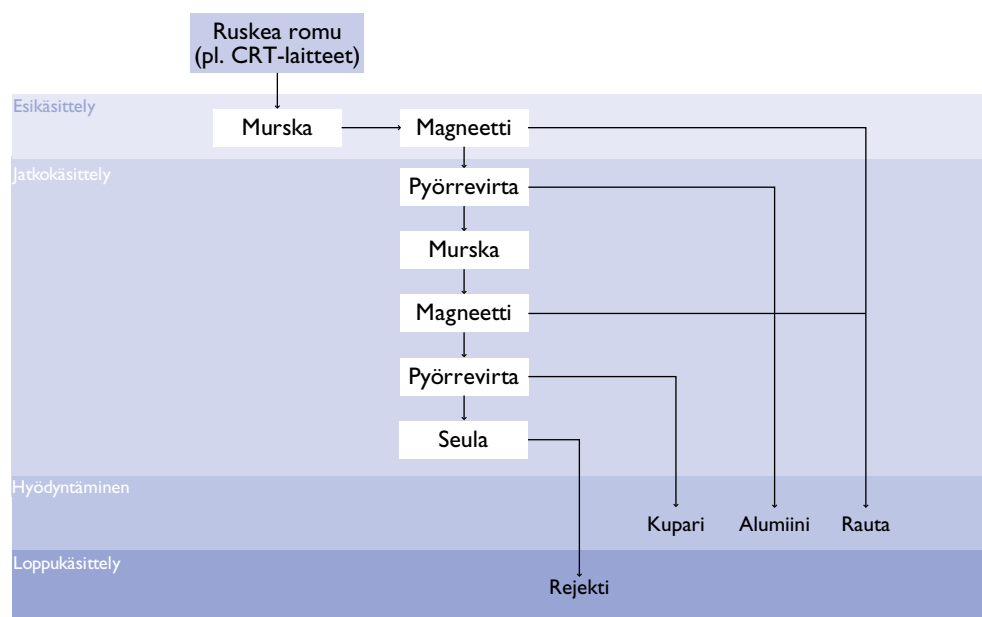 Ruskea romu
(pl. CRT-laitteet)
Esikäsittely
Murska
Magneetti
Jatkokäsittely
Pyörrevirta
Murska
Magneetti
Pyörrevirta
Seula
Hyödyntäminen
Kupari
Alumiini
Rauta
Loppukäsittely
Rejekti